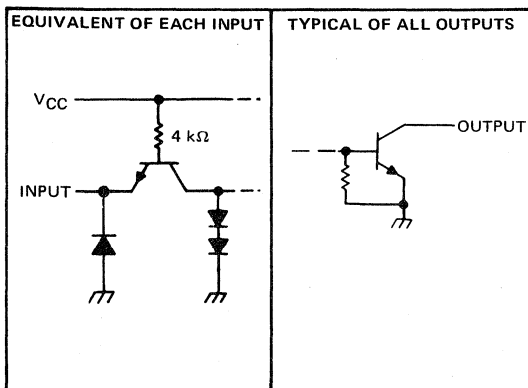 EQUIVALENT OF EACH INPUT
VCC
4 kΩ
INPUT
TYPICAL OF ALL OUTPUTS
OUTPUT